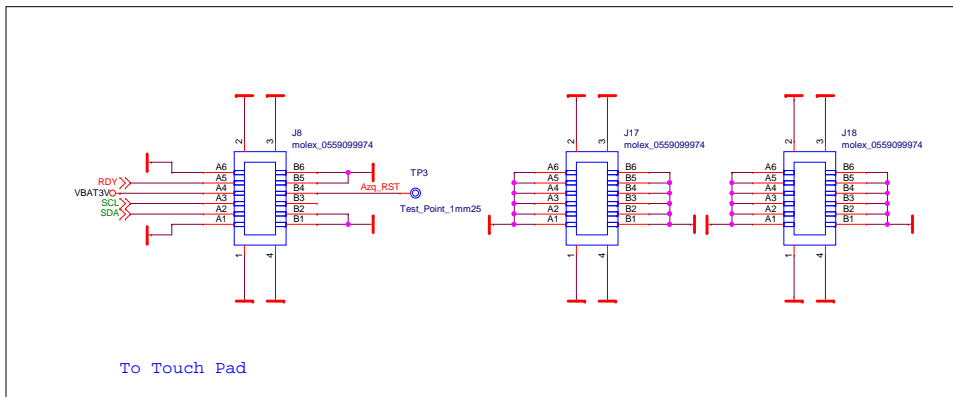 J8
molex_0559099974
2
3
A6
A5
A4
A3
A2
A1
B6
B5
B4
B3
B2
B1
1
4
RDY
VBAT3V
SCL
SDA
Azq_RST
TP3
Test_Point_1mm25
J17
molex_0559099974
2
3
A6
A5
A4
A3
A2
A1
B6
B5
B4
B3
B2
B1
1
4
J18
molex_0559099974
2
3
A6
A5
A4
A3
A2
A1
B6
B5
B4
B3
B2
B1
1
4
To Touch Pad